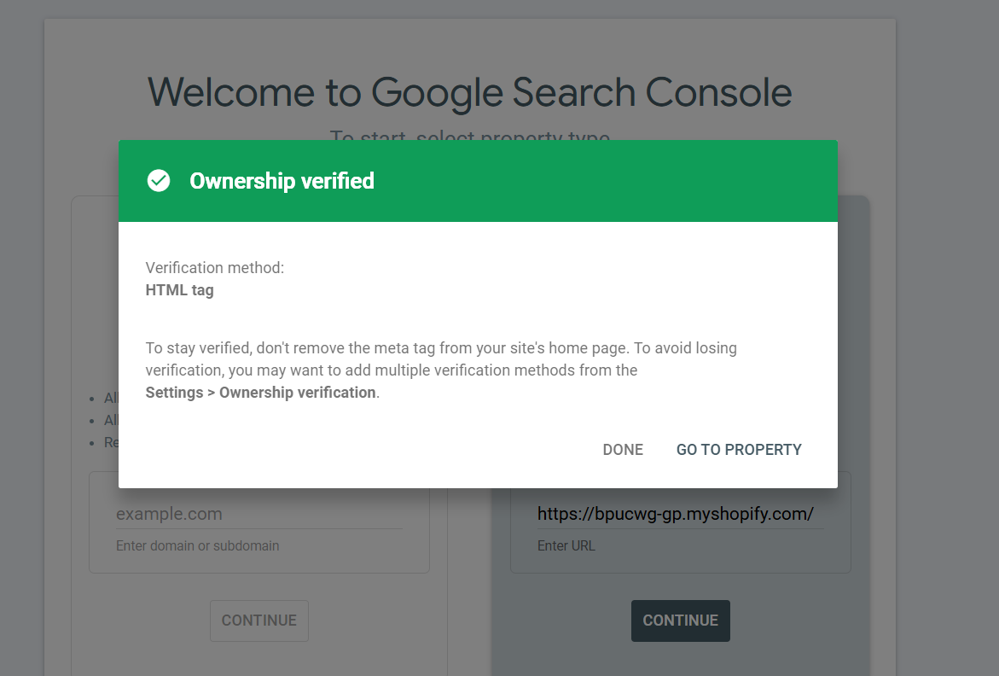 Welcome to Google Search Console
To start, select property type
Ownership verified
Verification method:
HTML tag
To stay verified, don't remove the meta tag from your site's home page. To avoid losing
verification, you may want to add multiple verification methods from the
Settings > Ownership verification.
DONE GO TO PROPERTY
example.com
Enter domain or subdomain
CONTINUE
https://bpucwg-gp.myshopify.com/
Enter URL
CONTINUE